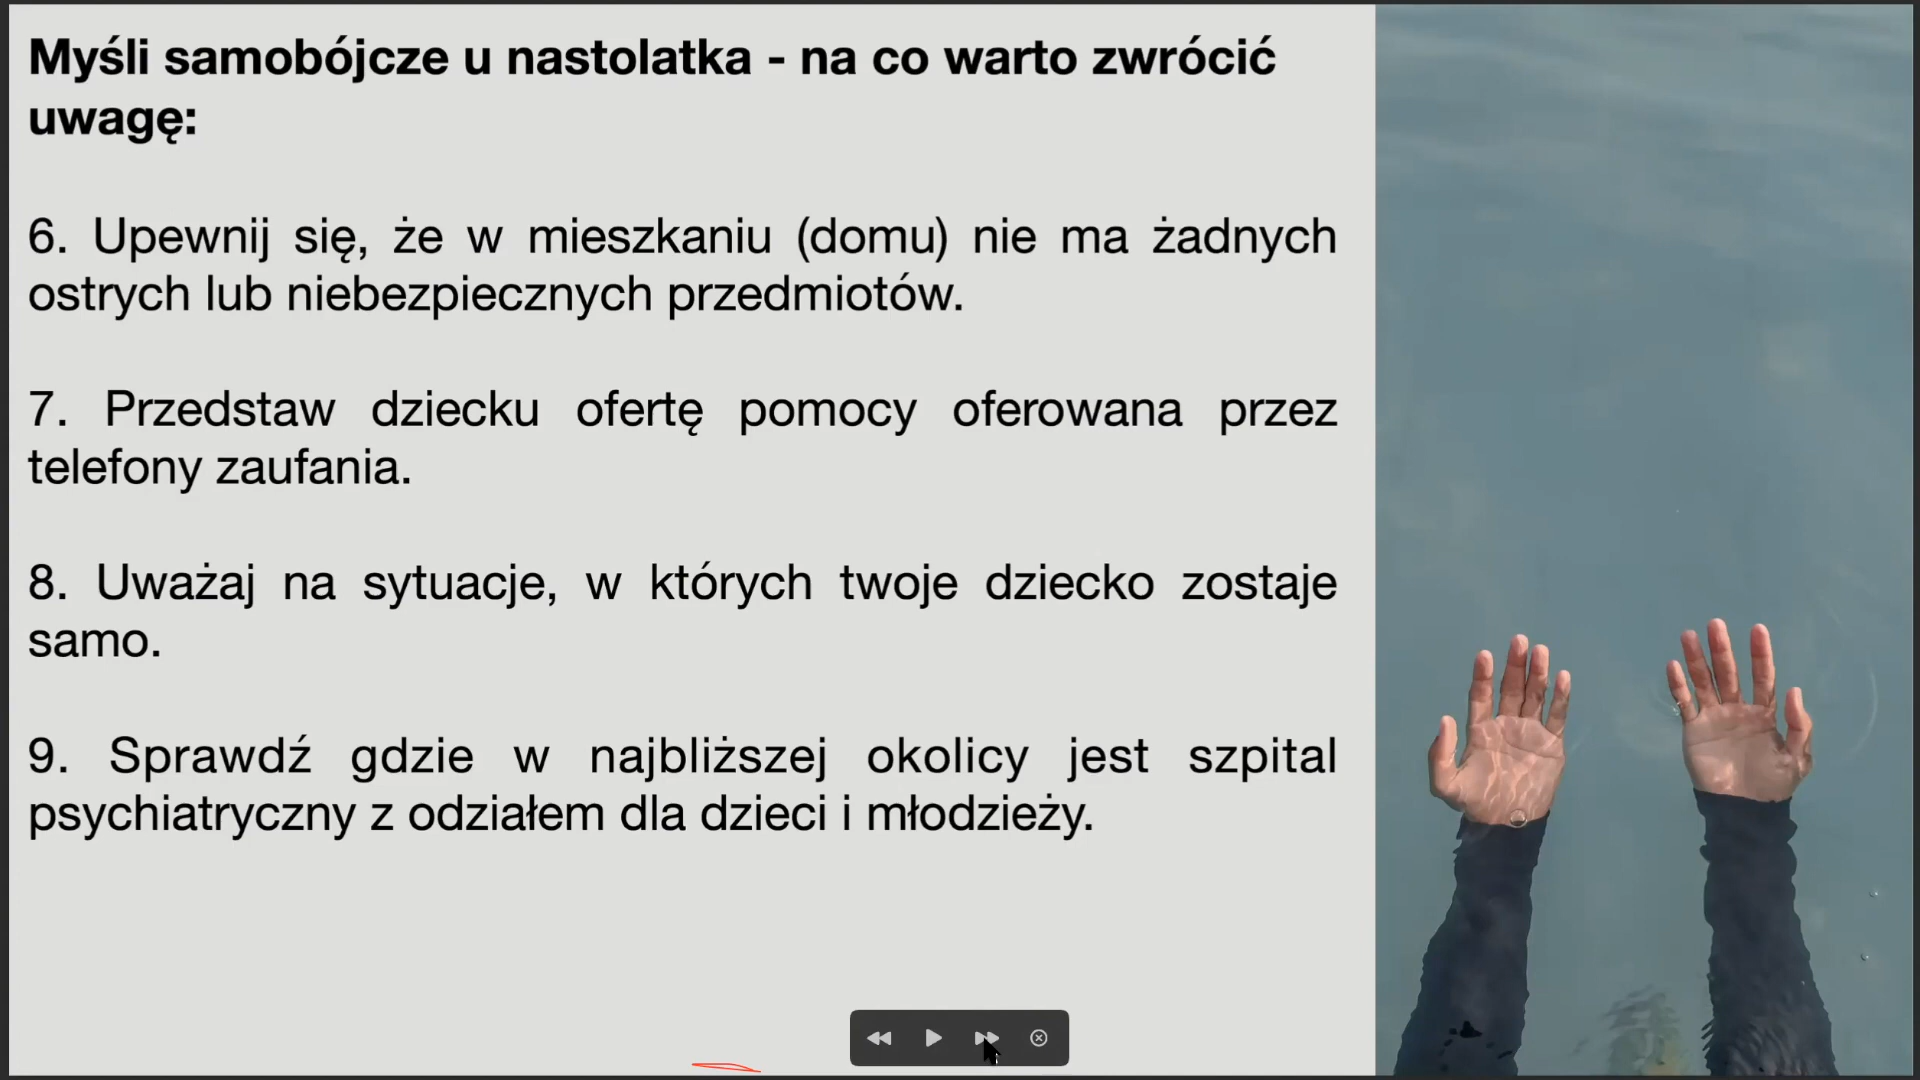 Myśli samobójcze u nastolatka - na co warto zwrócić
uwagę:
6. Upewnij się, że w mieszkaniu (domu) nie ma żadnych
ostrych lub niebezpiecznych przedmiotów.
7. Przedstaw dziecku ofertę pomocy oferowana przez
telefony zaufania.
8. Uważaj na sytuacje, w których twoje dziecko zostaje
samo.
9. Sprawdź gdzie w najbliższej okolicy jest szpital
psychiatryczny z odziałem dla dzieci i młodzieży.